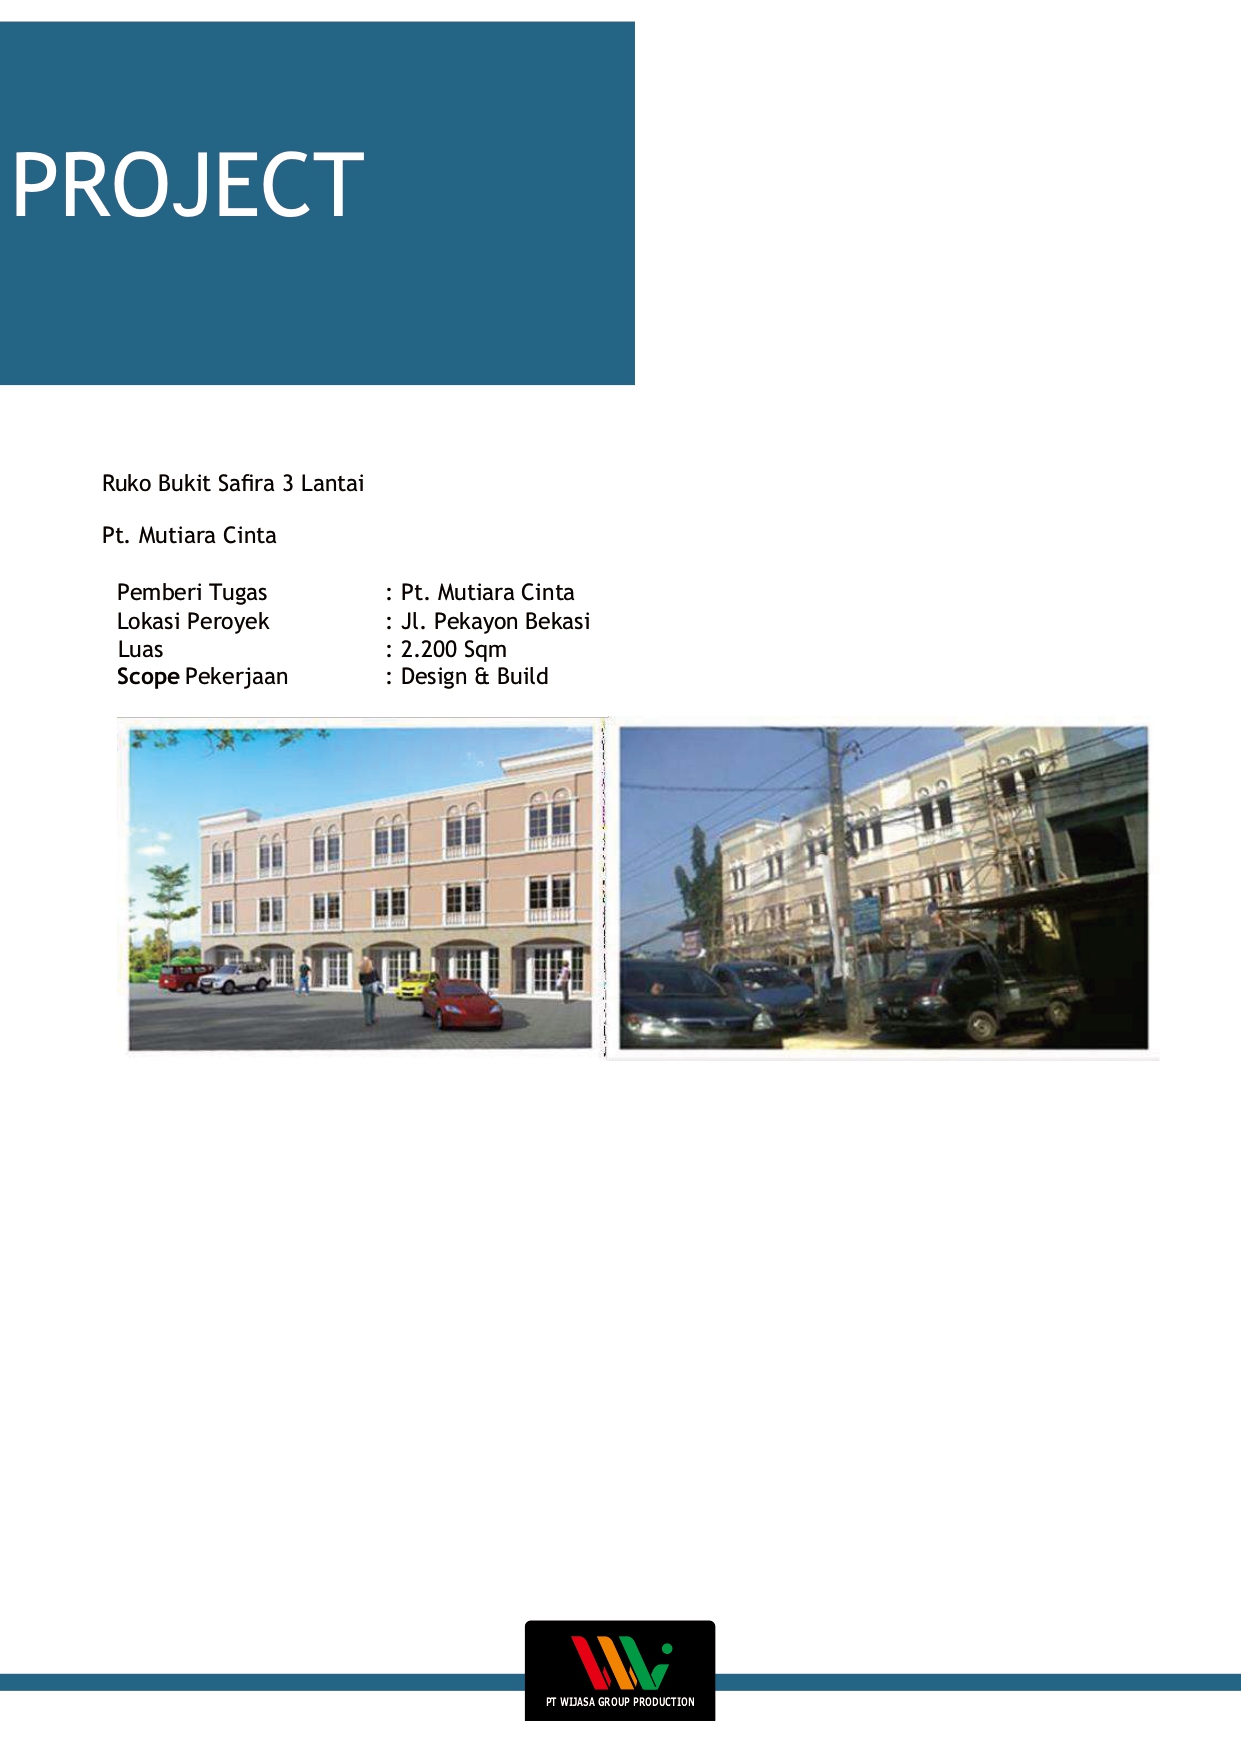 PROJECT
Ruko Bukit Safira 3 Lantai
Pt. Mutiara Cinta
Pemberi Tugas : Pt. Mutiara Cinta
Lokasi Peroyek : Jl. Pekayon Bekasi
Luas : 2.200 Sqm
Scope Pekerjaan : Design & Build
PT WIJASA GROUP PRODUCTION